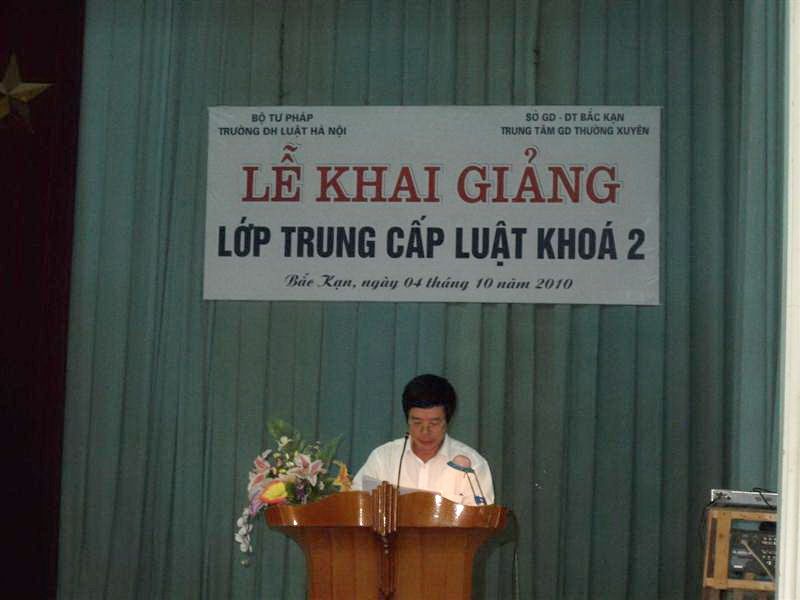 BỘ TƯ PHÁP
TRƯỜNG ĐH LUẬT HÀ NỘI
SỞ GD - ĐT BẮC KẠN
TRUNG TÂM GD THƯỜNG XUYÊN
LỄ KHAI GIẢNG
LỚP TRUNG CẤP LUẬT KHOÁ 2
Bắc Kạn, ngày 04 tháng 10 năm 2010